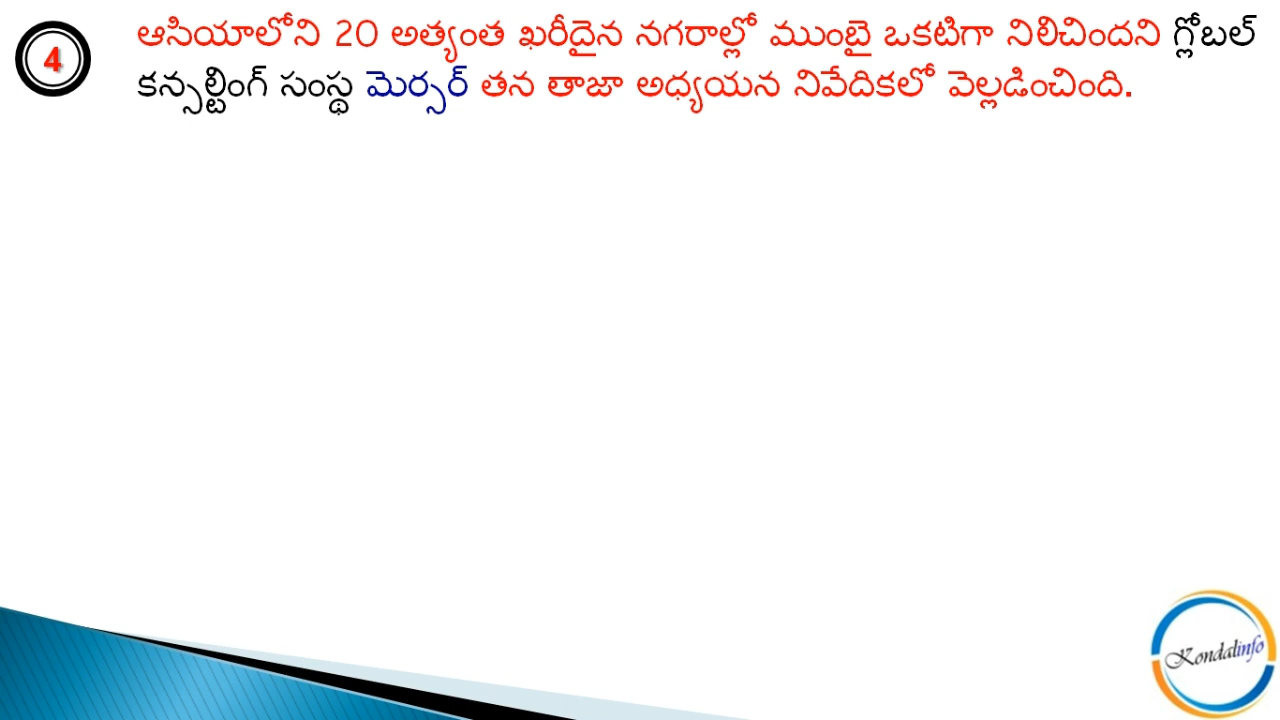 4
ఆసియాలోని 20 అత్యంత ఖరీదైన నగరాల్లో ముంబై ఒకటిగా నిలిచిందని గ్లోబల్
కన్సల్టింగ్ సంస్థ మెర్సర్ తన తాజా అధ్యయన నివేదికలో వెల్లడించింది.
Kondalinfo